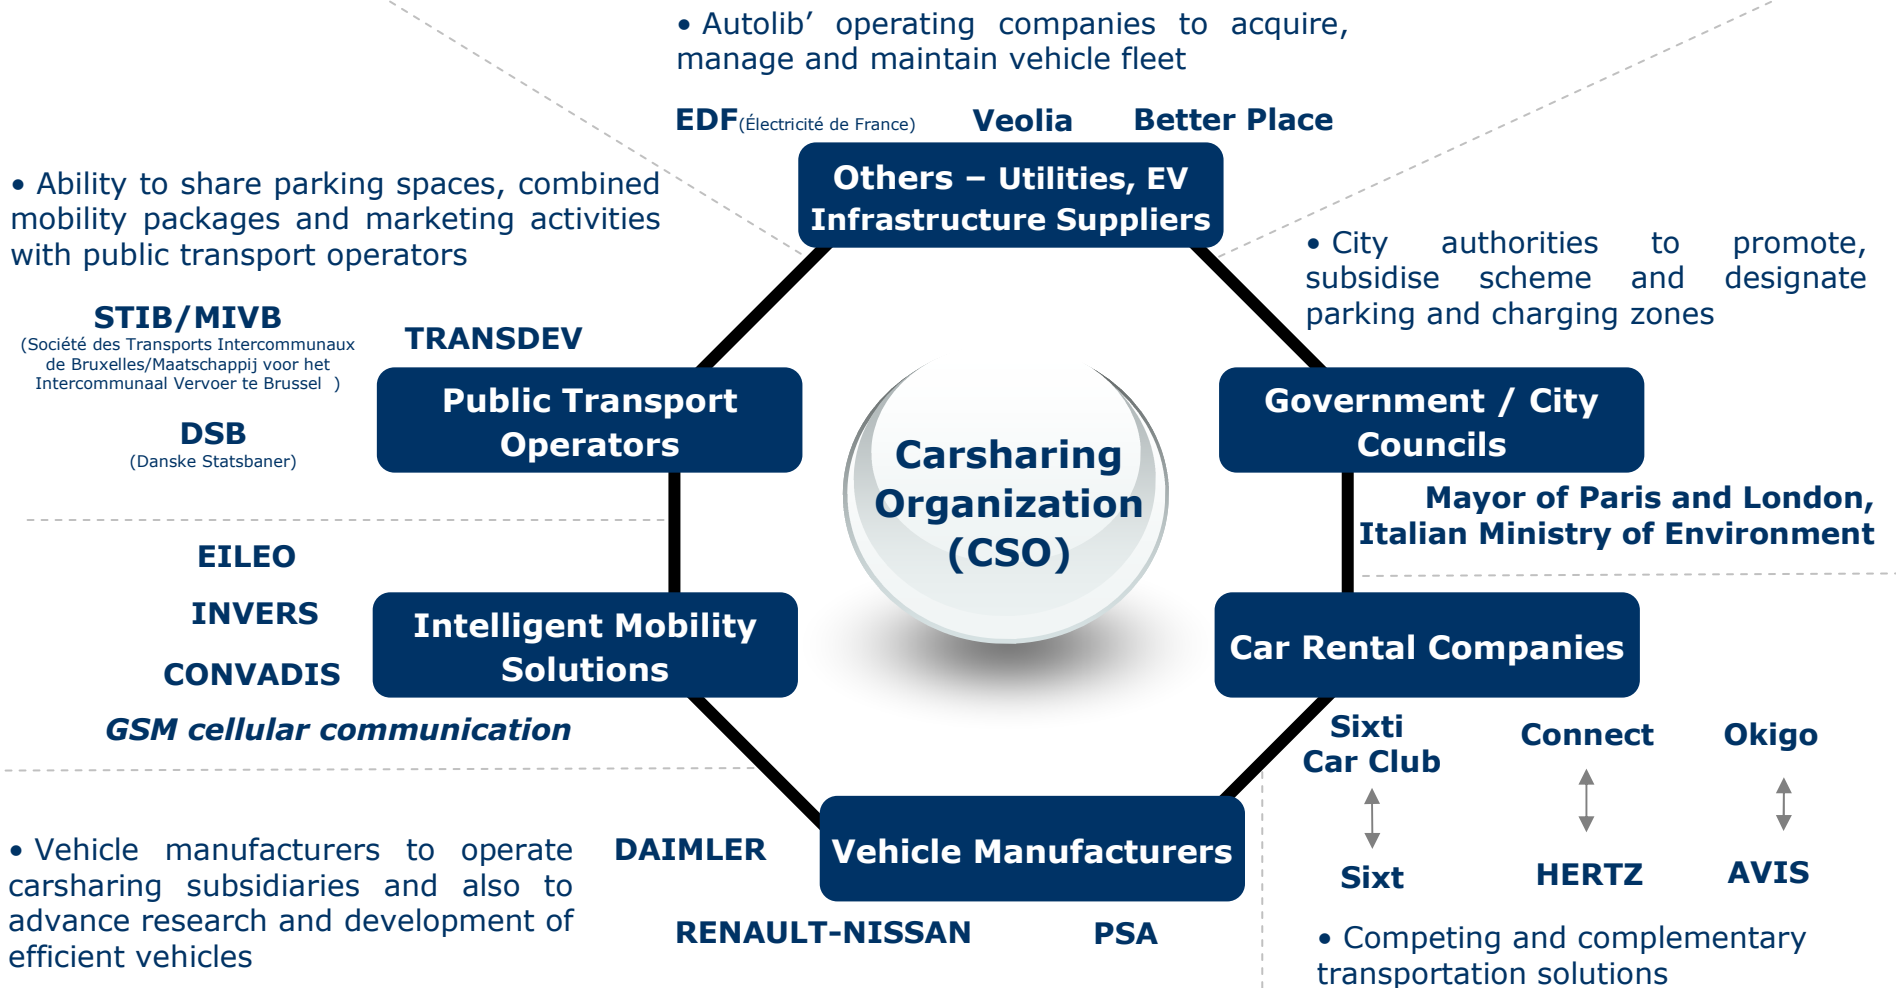 • Autolib’ operating companies to acquire,
manage and maintain vehicle fleet
EDF(Électricité de France)
Veolia
Better Place
Others – Utilities, EV
Infrastructure Suppliers
• Ability to share parking spaces, combined
mobility packages and marketing activities
with public transport operators
STIB/MIVB
(Société des Transports Intercommunaux
de Bruxelles/Maatschappij voor het
Intercommunaal Vervoer te Brussel )
TRANSDEV
DSB
(Danske Statsbaner)
Public Transport
Operators
• City authorities to promote,
subsidise scheme and designate
parking and charging zones
Government / City
Councils
Mayor of Paris and London,
Italian Ministry of Environment
Carsharing
Organization
(CSO)
EILEO
INVERS
CONVADIS
GSM cellular communication
Intelligent Mobility
Solutions
Car Rental Companies
Sixti
Car Club
Connect
Okigo
Sixt
HERTZ
AVIS
• Competing and complementary
transportation solutions
• Vehicle manufacturers to operate
carsharing subsidiaries and also to
advance research and development of
efficient vehicles
DAIMLER
Vehicle Manufacturers
RENAULT-NISSAN
PSA